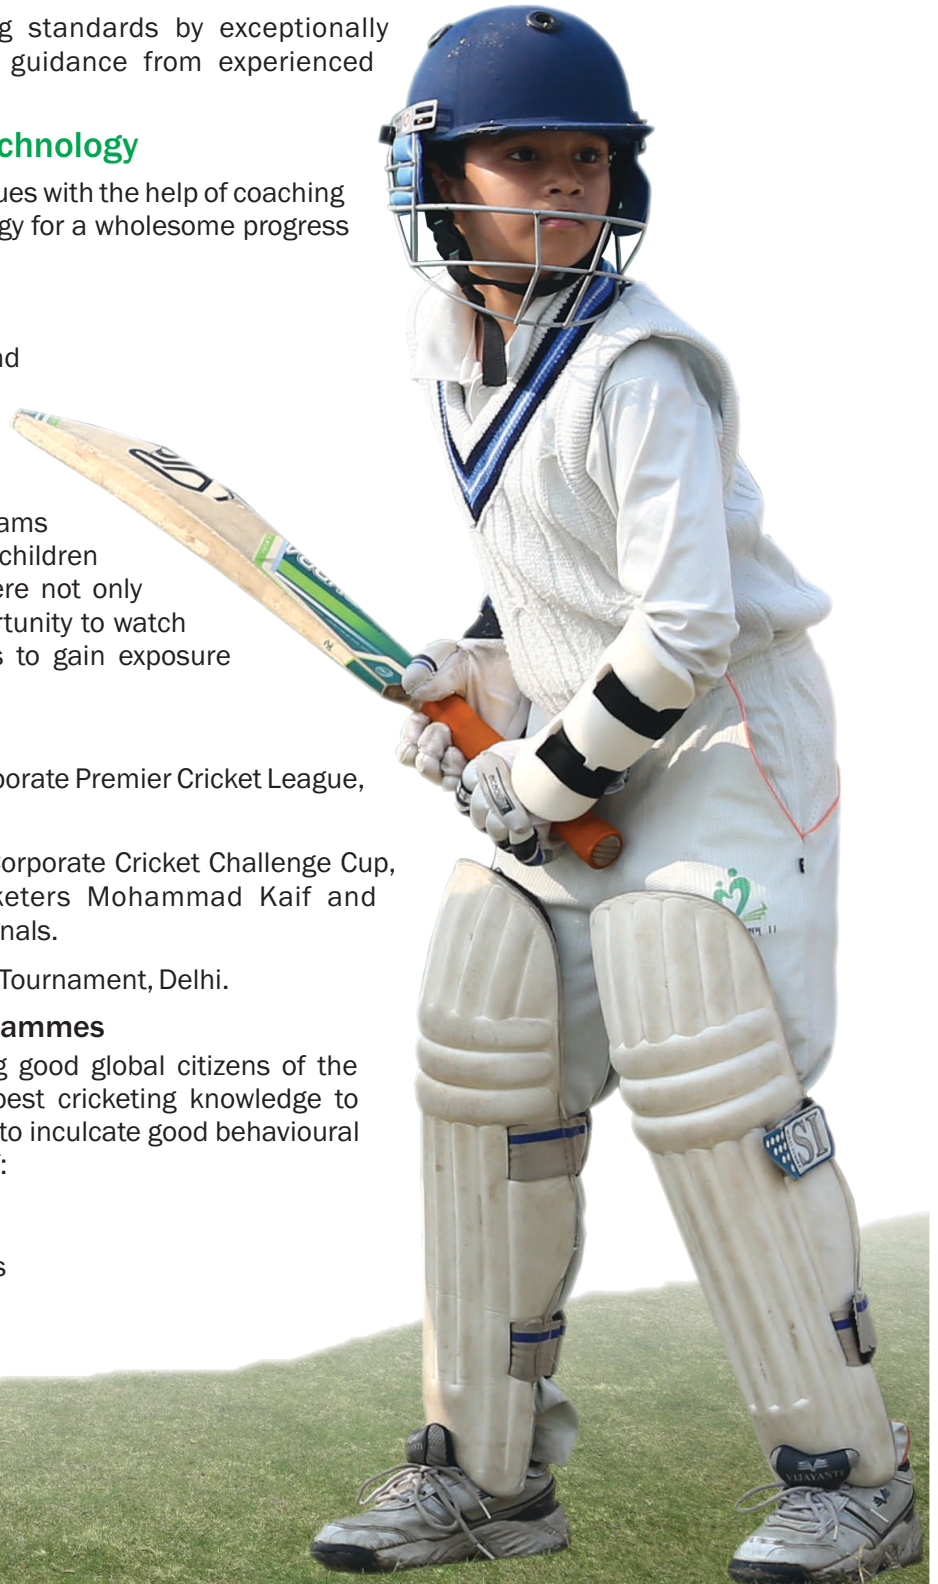 g standards by exceptionally
guidance from experienced
chnology
ues with the help of coaching
gy for a wholesome progress
nd
ams
children
ere not only
rtunity to watch
s to gain exposure
porate Premier Cricket League,
Corporate Cricket Challenge Cup,
keters Mohammad Kaif and
nals.
Tournament, Delhi.
ammes
g good global citizens of the
best cricketing knowledge to
to inculcate good behavioural
:
s
SI
VIJAYANTI